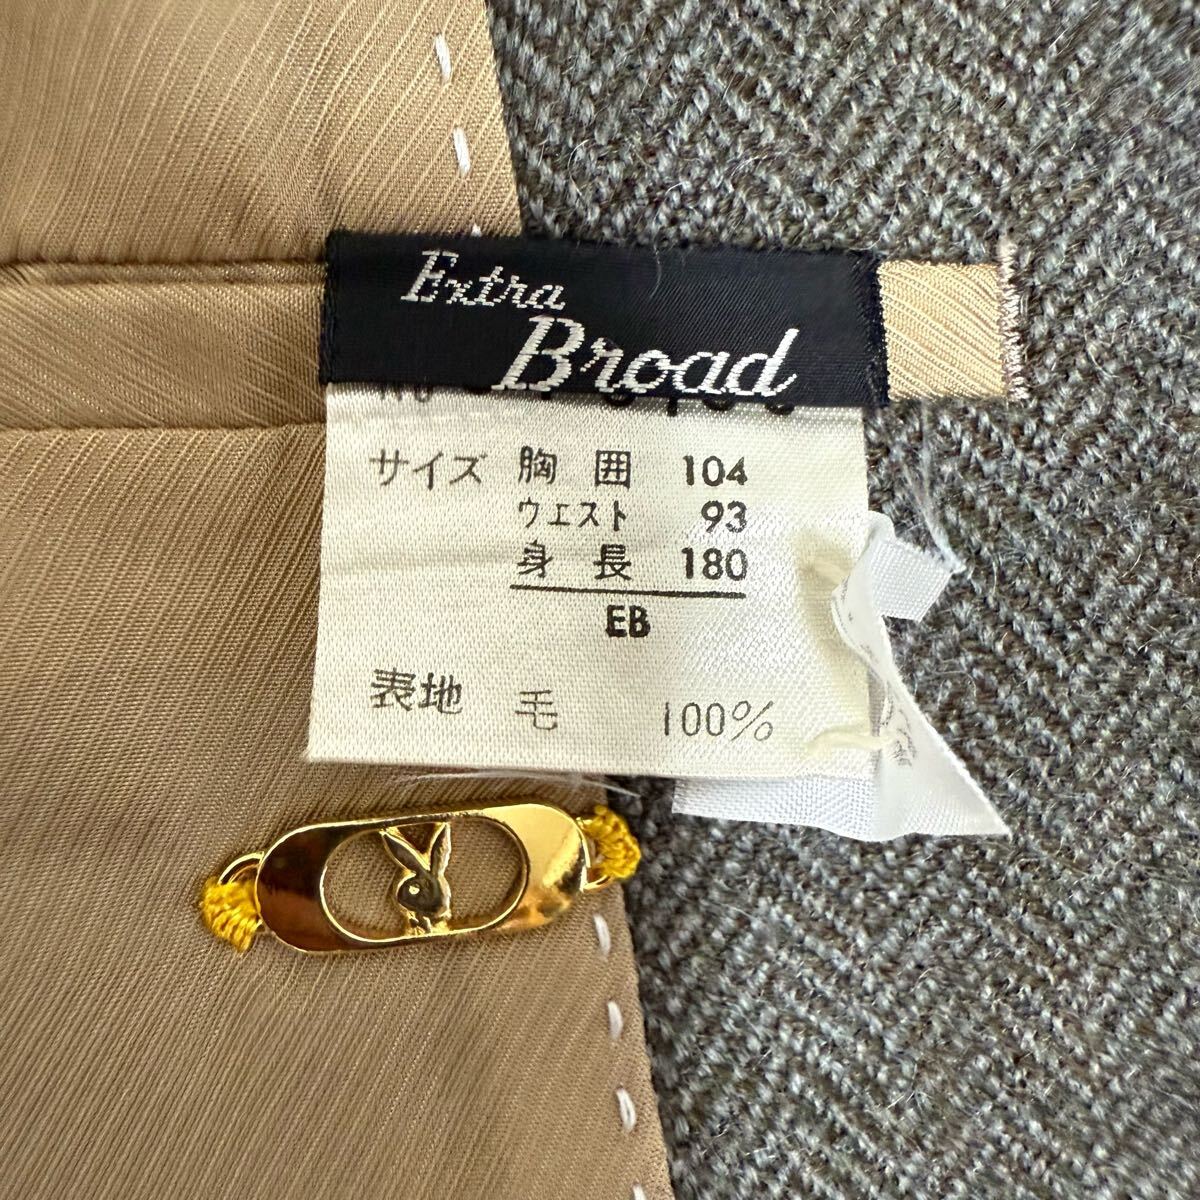 Extra
Broad
サイズ 胸囲 104
ウエスト 93
身長 180
EB
表地 毛 100%